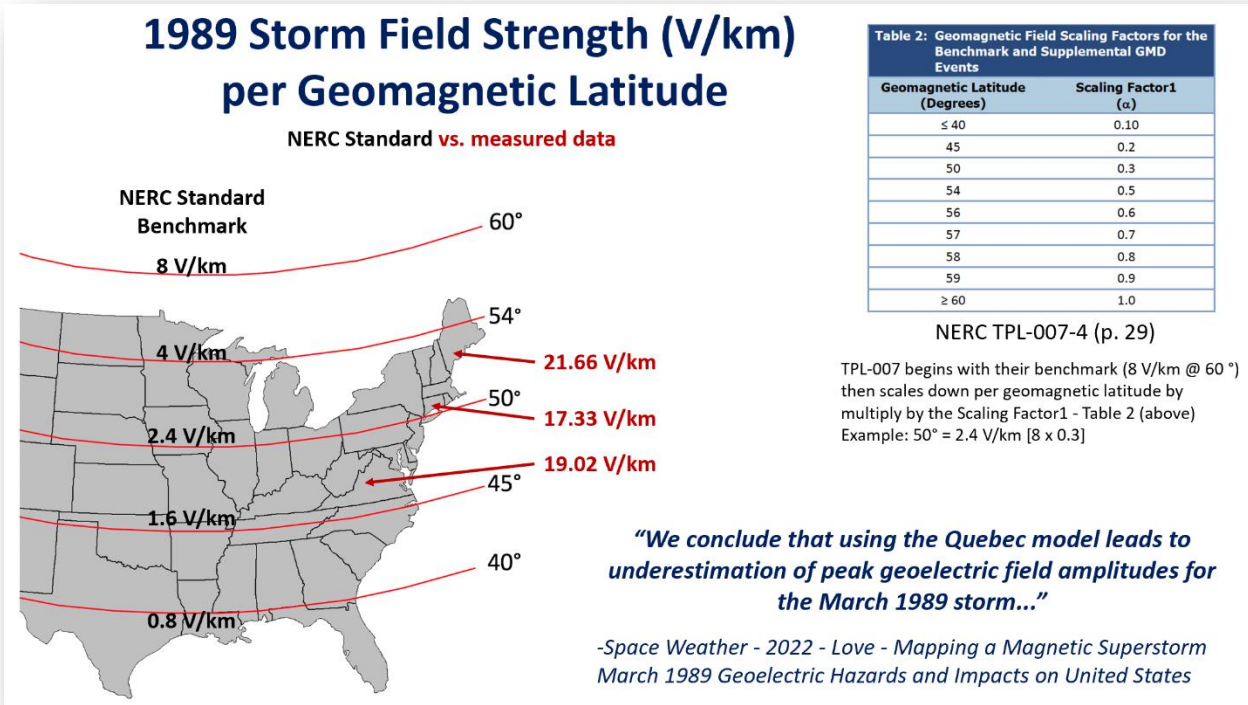 1989 Storm Field Strength (V/km)
per Geomagnetic Latitude
NERC Standard vs. measured data
NERC Standard
Benchmark
60°
8 V/km
54°
4 V/km
21.66 V/km
50°
17.33 V/km
2.4 V/km
19.02 V/km
45°
1.6 V/km
40°
0.8 V/km
Table 2: Geomagnetic Field Scaling Factors for the
Benchmark and Supplemental GMD
Events
Geomagnetic Latitude (Degrees) Scaling Factor1 (α)
≤ 40 0.10
45 0.2
50 0.3
54 0.5
56 0.6
57 0.7
58 0.8
59 0.9
≥ 60 1.0
NERC TPL-007-4 (p. 29)
TPL-007 begins with their benchmark (8 V/km @ 60 °)
then scales down per geomagnetic latitude by
multiply by the Scaling Factor1 - Table 2 (above)
Example: 50° = 2.4 V/km [8 x 0.3]
“We conclude that using the Quebec model leads to
underestimation of peak geoelectric field amplitudes for
the March 1989 storm...”
-Space Weather - 2022 - Love - Mapping a Magnetic Superstorm
March 1989 Geoelectric Hazards and Impacts on United States